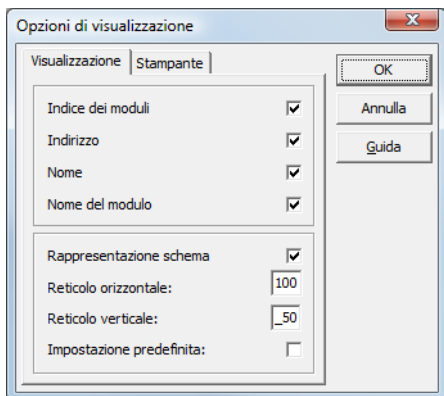 Opzioni di visualizzazione
Visualizzazione Stampante
OK
Indice dei moduli
Annulla
Indirizzo
Guida
Nome
Nome del modulo
Rappresentazione schema
Reticolo orizzontale: 100
Reticolo verticale: _50
Impostazione predefinita: